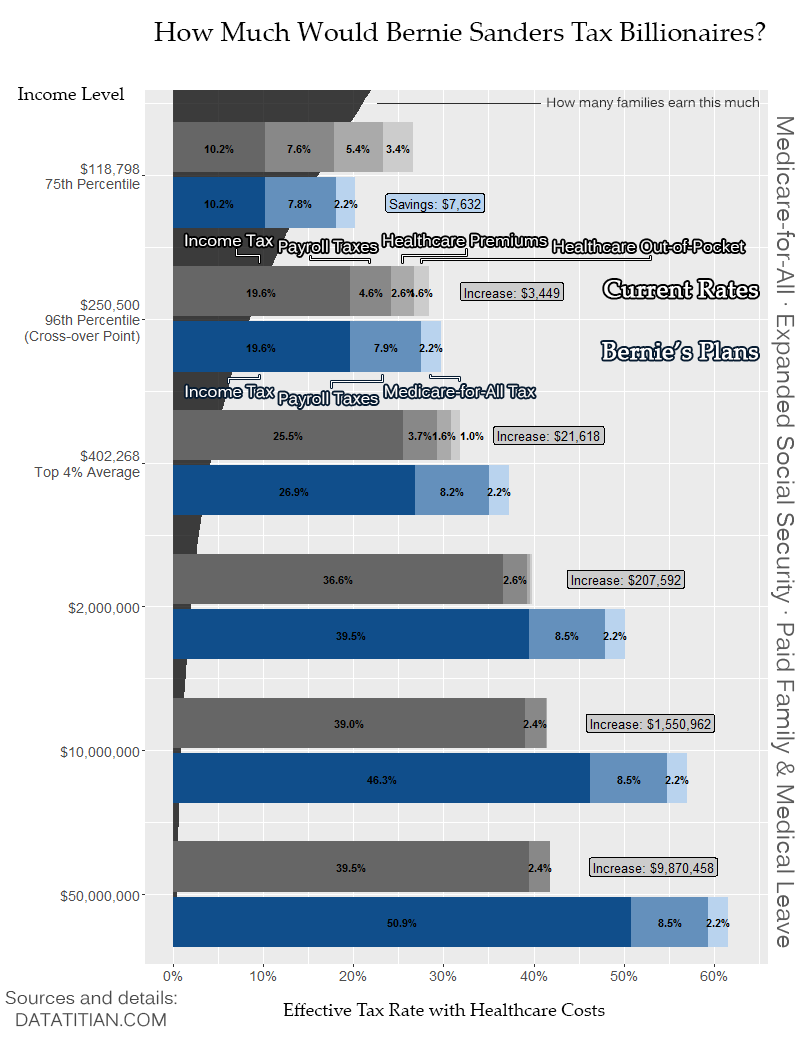 How Much Would Bernie Sanders Tax Billionaires?
Income Level
How many families earn this much
$118,798
75th Percentile
10.2% 7.6% 5.4% 3.4%
10.2% 7.8% 2.2%
Savings: $7,632
Income Tax Payroll Taxes Healthcare Premiums Healthcare Out-of-Pocket
$250,500
96th Percentile
(Cross-over Point)
19.6% 4.6% 2.6% 1.6%
Increase: $3,449
Current Rates
19.6% 7.9% 2.2%
Bernie's Plans
Income Tax Payroll Taxes Medicare-for-All Tax
$402,268
Top 4% Average
25.5% 3.7% 1.6% 1.0%
Increase: $21,618
26.9% 8.2% 2.2%
$2,000,000
36.6% 2.6%
Increase: $207,592
39.5% 8.5% 2.2%
$10,000,000
39.0% 2.4%
Increase: $1,550,962
46.3% 8.5% 2.2%
$50,000,000
39.5% 2.4%
Increase: $9,870,458
50.9% 8.5% 2.2%
0% 10% 20% 30% 40% 50% 60%
Effective Tax Rate with Healthcare Costs
Medicare-for-All · Expanded Social Security · Paid Family & Medical Leave
Sources and details:
DATATITIAN.COM